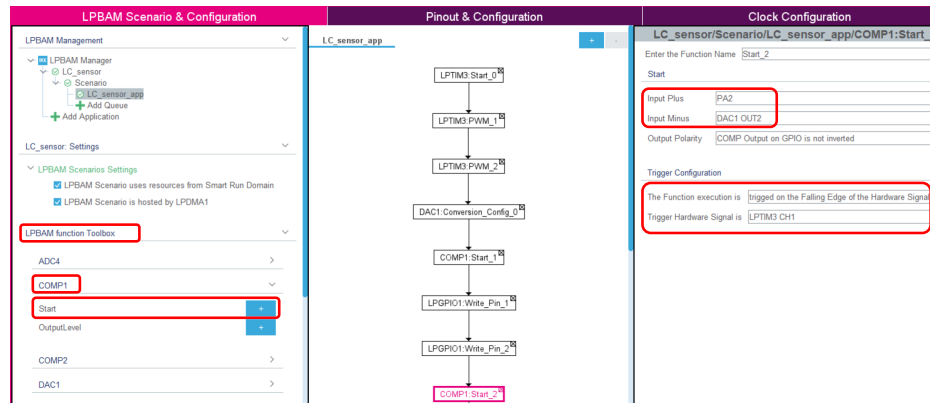 LPBAM Scenario & Configuration
Pinout & Configuration
Clock Configuration
LPBAM Management
LPBAM Manager
LC_sensor
Scenario
LC_sensor_app
Add Queue
Add Application
LC_sensor: Settings
LPBAM Scenarios Settings
LPBAM Scenario uses resources from Smart Run Domain
LPBAM Scenario is hosted by LPDMA1
LPBAM function Toolbox
ADC4
COMP1
Start
OutputLevel
COMP2
DAC1
LC_sensor_app
LPTIM3:Start_0
LPTIM3:PWM_1
LPTIM3:PWM_2
DAC1:Conversion_Config_0
COMP1:Start_1
LPGPIO1:Write_Pin_1
LPGPIO1:Write_Pin_2
COMP1:Start_2
LC_sensor/Scenario/LC_sensor_app/COMP1:Start_
Enter the Function Name Start_2
Start
Input Plus PA2
Input Minus DAC1 OUT2
Output Polarity COMP Output on GPIO is not inverted
Trigger Configuration
The Function execution is trigged on the Falling Edge of the Hardware Signal
Trigger Hardware Signal is LPTIM3 CH1